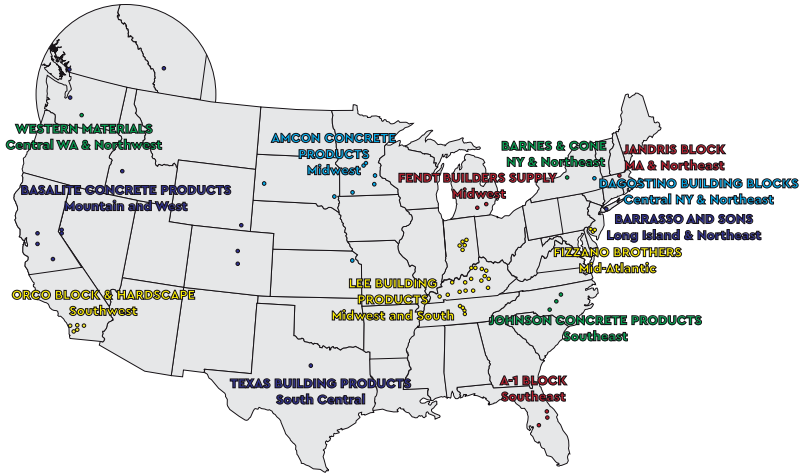 WESTERN MATERIALS
Central WA & Northwest
AMCON CONCRETE
PRODUCTS
Midwest
BARNES & CONE
NY & Northeast
JANDRIS BLOCK
MA & Northeast
FENDT BUILDERS SUPPLY
Midwest
DAGOSTINO BUILDING BLOCKS
Central NY & Northeast
BASALITE CONCRETE PRODUCTS
Mountain and West
BARRASSO AND SONS
Long Island & Northeast
FIZZANO BROTHERS
Mid-Atlantic
ORCO BLOCK & HARDSCAPE
Southwest
LEE BUILDING
PRODUCTS
Midwest and South
JOHNSON CONCRETE PRODUCTS
Southeast
TEXAS BUILDING PRODUCTS
South Central
A-1 BLOCK
Southeast